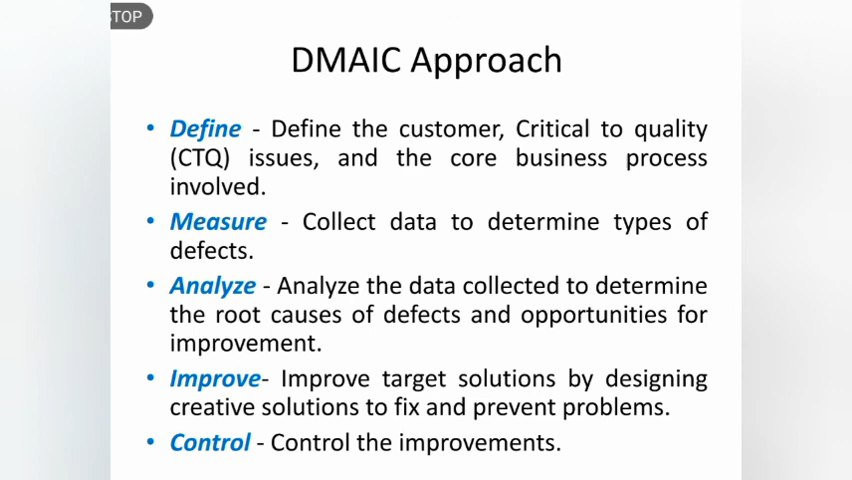 TOP
DMAIC Approach
• Define - Define the customer, Critical to quality
(CTQ) issues, and the core business process
involved.
• Measure - Collect data to determine types of
defects.
• Analyze - Analyze the data collected to determine
the root causes of defects and opportunities for
improvement.
• Improve- Improve target solutions by designing
creative solutions to fix and prevent problems.
• Control - Control the improvements.